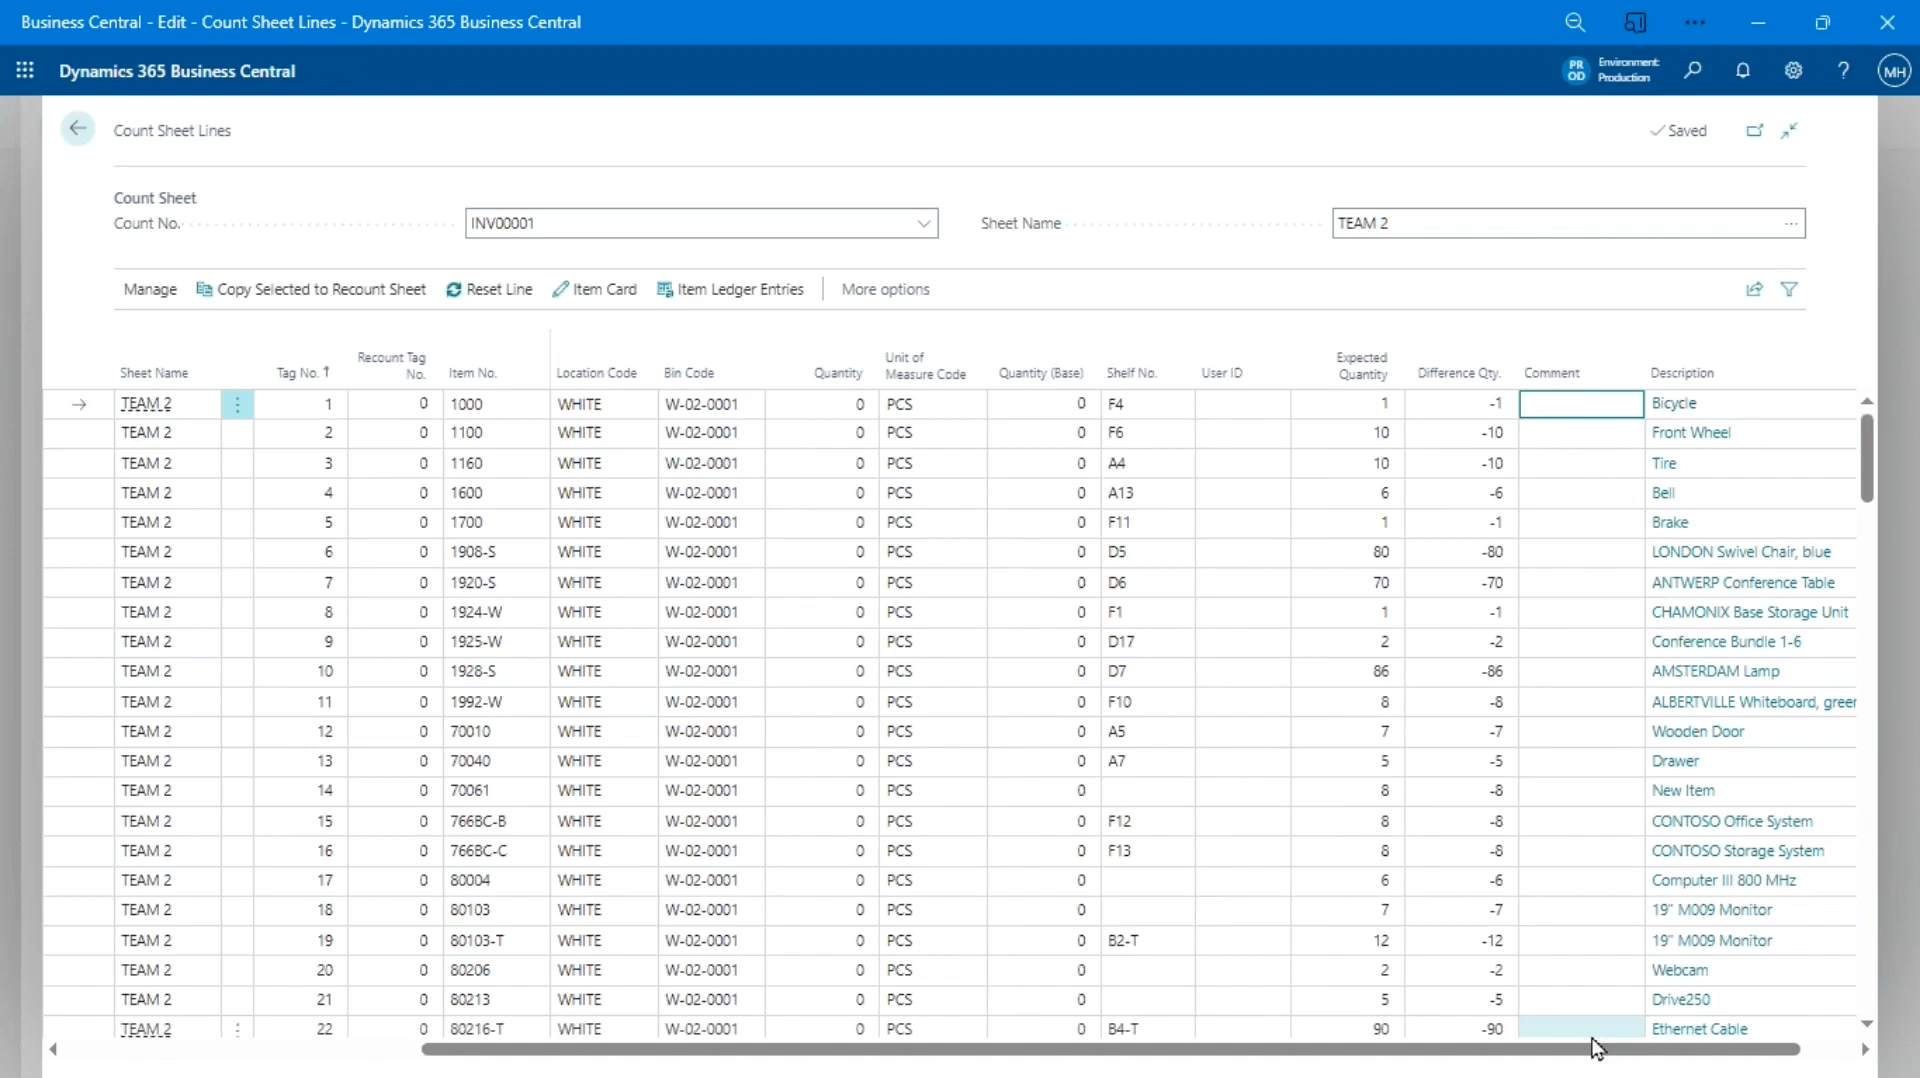 Business Central - Edit - Count Sheet Lines - Dynamics 365 Business Central
Dynamics 365 Business Central
PR OD
Environment: Production
?
MH
Count Sheet Lines
Saved
Count Sheet
Count No. INV00001 Sheet Name TEAM 2 ...
Manage Copy Selected to Recount Sheet Reset Line Item Card Item Ledger Entries More options
Sheet Name Tag No. ↑ Recount Tag No. Item No. Location Code Bin Code Quantity Unit of Measure Code Quantity (Base) Shelf No. User ID Expected Quantity Difference Qty. Comment Description
TEAM 2 1 0 1000 WHITE W-02-0001 0 PCS 0 F4 1 -1 Bicycle
TEAM 2 2 0 1100 WHITE W-02-0001 0 PCS 0 F6 10 -10 Front Wheel
TEAM 2 3 0 1160 WHITE W-02-0001 0 PCS 0 A4 10 -10 Tire
TEAM 2 4 0 1600 WHITE W-02-0001 0 PCS 0 A13 6 -6 Bell
TEAM 2 5 0 1700 WHITE W-02-0001 0 PCS 0 F11 1 -1 Brake
TEAM 2 6 0 1908-S WHITE W-02-0001 0 PCS 0 D5 80 -80 LONDON Swivel Chair, blue
TEAM 2 7 0 1920-S WHITE W-02-0001 0 PCS 0 D6 70 -70 ANTWERP Conference Table
TEAM 2 8 0 1924-W WHITE W-02-0001 0 PCS 0 F1 1 -1 CHAMONIX Base Storage Unit
TEAM 2 9 0 1925-W WHITE W-02-0001 0 PCS 0 D17 2 -2 Conference Bundle 1-6
TEAM 2 10 0 1928-S WHITE W-02-0001 0 PCS 0 D7 86 -86 AMSTERDAM Lamp
TEAM 2 11 0 1992-W WHITE W-02-0001 0 PCS 0 F10 8 -8 ALBERTVILLE Whiteboard, greer
TEAM 2 12 0 70010 WHITE W-02-0001 0 PCS 0 A5 7 -7 Wooden Door
TEAM 2 13 0 70040 WHITE W-02-0001 0 PCS 0 A7 5 -5 Drawer
TEAM 2 14 0 70061 WHITE W-02-0001 0 PCS 0 8 -8 New Item
TEAM 2 15 0 766BC-B WHITE W-02-0001 0 PCS 0 F12 8 -8 CONTOSO Office System
TEAM 2 16 0 766BC-C WHITE W-02-0001 0 PCS 0 F13 8 -8 CONTOSO Storage System
TEAM 2 17 0 80004 WHITE W-02-0001 0 PCS 0 6 -6 Computer III 800 MHz
TEAM 2 18 0 80103 WHITE W-02-0001 0 PCS 0 7 -7 19" M009 Monitor
TEAM 2 19 0 80103-T WHITE W-02-0001 0 PCS 0 B2-T 12 -12 19" M009 Monitor
TEAM 2 20 0 80206 WHITE W-02-0001 0 PCS 0 2 -2 Webcam
TEAM 2 21 0 80213 WHITE W-02-0001 0 PCS 0 5 -5 Drive250
TEAM 2 22 0 80216-T WHITE W-02-0001 0 PCS 0 B4-T 90 -90 Ethernet Cable